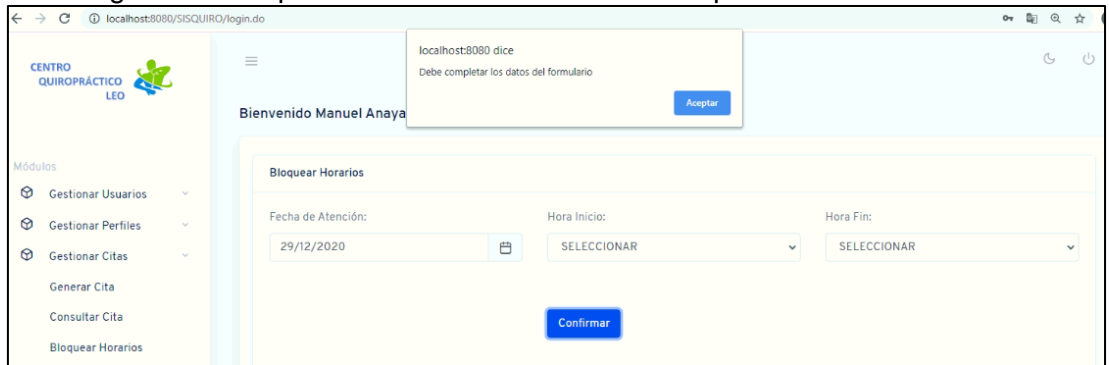 localhost:8080/SISQUIRO/login.do
localhost:8080 dice
Debe completar los datos del formulario
Aceptar
CENTRO
QUIROPRÁCTICO
LEO
Bienvenido Manuel Anaya
Módulos
Gestionar Usuarios
Gestionar Perfiles
Gestionar Citas
Generar Cita
Consultar Cita
Bloquear Horarios
Bloquear Horarios
Fecha de Atención:
Hora Inicio:
Hora Fin:
29/12/2020
SELECCIONAR
SELECCIONAR
Confirmar